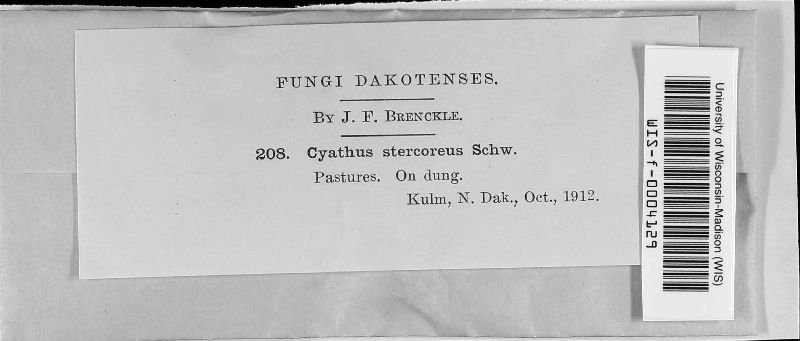 FUNGI DAKOTENSES.
BY J. F. BRENCKLE.
208. Cyathus stercoreus Schw.
Pastures. On dung.
Kulm, N. Dak., Oct., 1912.
University of Wisconsin-Madison (WIS)
WIS-f-0004129